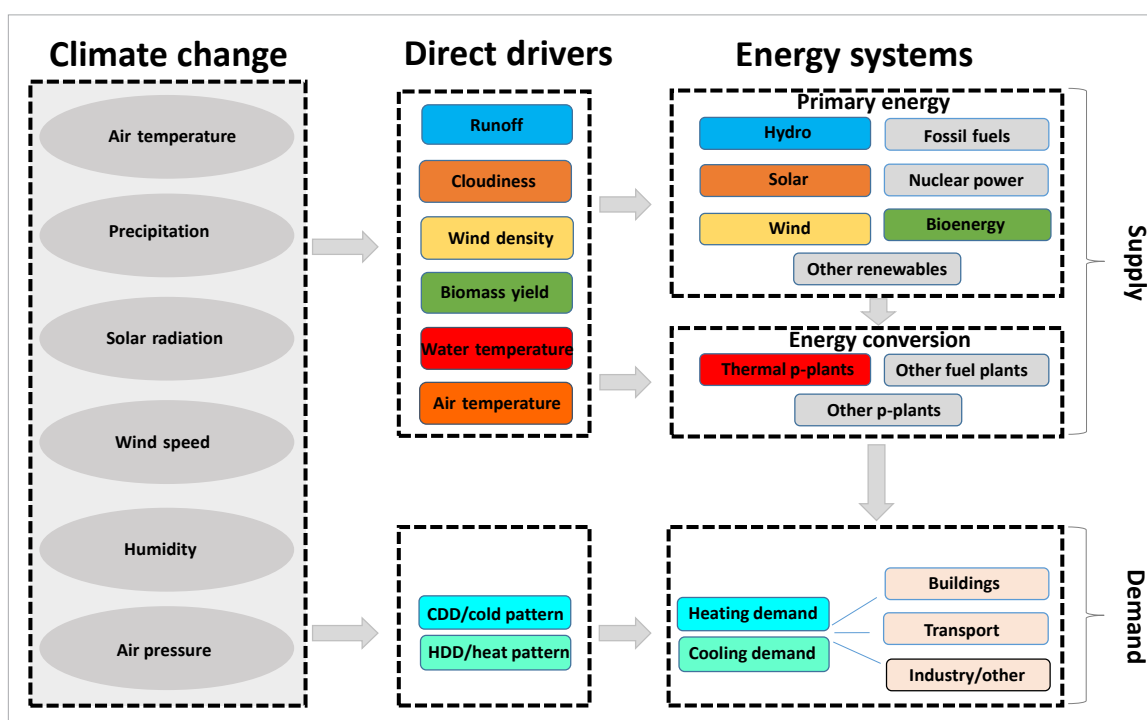 Climate change
Direct drivers
Energy systems
Air temperature
Precipitation
Solar radiation
Wind speed
Humidity
Air pressure
Runoff
Cloudiness
Wind density
Biomass yield
Water temperature
Air temperature
CDD/cold pattern
HDD/heat pattern
Primary energy
Hydro
Fossil fuels
Solar
Nuclear power
Wind
Bioenergy
Other renewables
Energy conversion
Thermal p-plants
Other fuel plants
Other p-plants
Heating demand
Cooling demand
Buildings
Transport
Industry/other
Supply
Demand